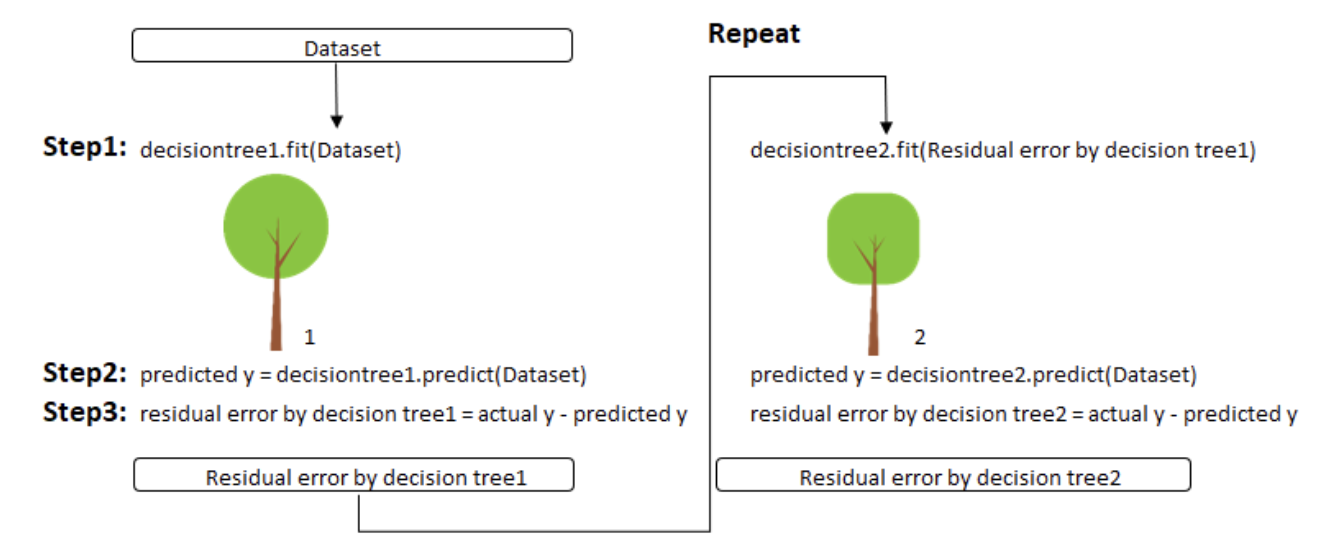 Dataset
Step1: decisiontree1.fit(Dataset)
1
Step2: predicted y = decisiontree1.predict(Dataset)
Step3: residual error by decision tree1 = actual y - predicted y
Residual error by decision tree1
Repeat
decisiontree2.fit(Residual error by decision tree1)
2
predicted y = decisiontree2.predict(Dataset)
residual error by decision tree2 = actual y - predicted y
Residual error by decision tree2